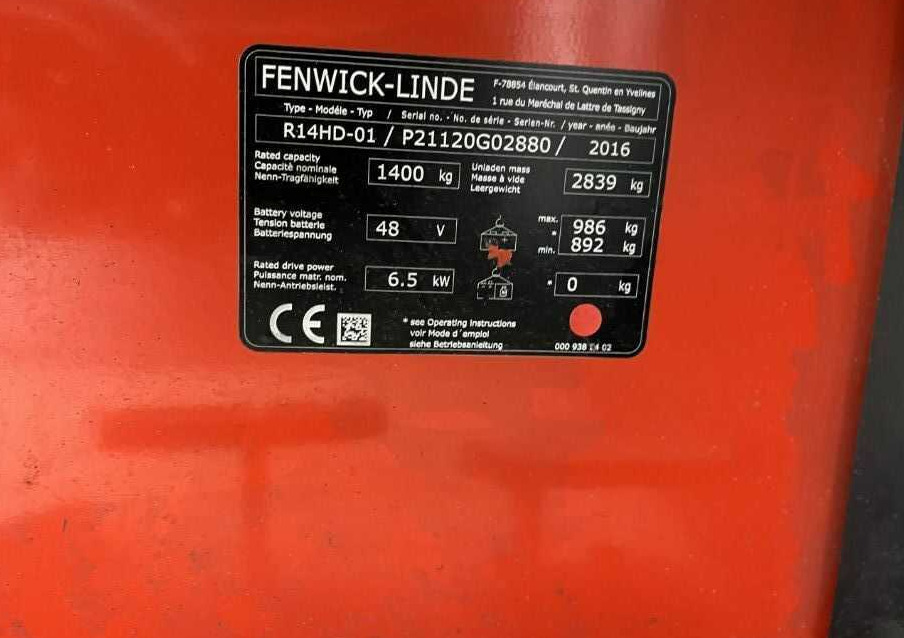 FENWICK-LINDE
F-78854 Élancourt, St. Quentin en Yvelines
1 rue du Maréchal de Lattre de Tassigny
Type - Modèle - Typ / Serial no. - No. de série - Serien-Nr. / year - année - Baujahr
R14HD-01 / P21120G02880 / 2016
Rated capacity
Capacité nominale
Nenn-Tragfähigkeit
1400 kg
Unladen mass
Masse à vide
Leergewicht
2839 kg
Battery voltage
Tension batterie
Batteriespannung
48 V
max. 986 kg
*
min. 892 kg
Rated drive power
Puissance matr. nom.
Nenn-Antriebsleist.
6.5 kW
* 0 kg
CE
* see Operating Instructions
voir Mode d'emploi
siehe Betriebsanleitung
000 938 02